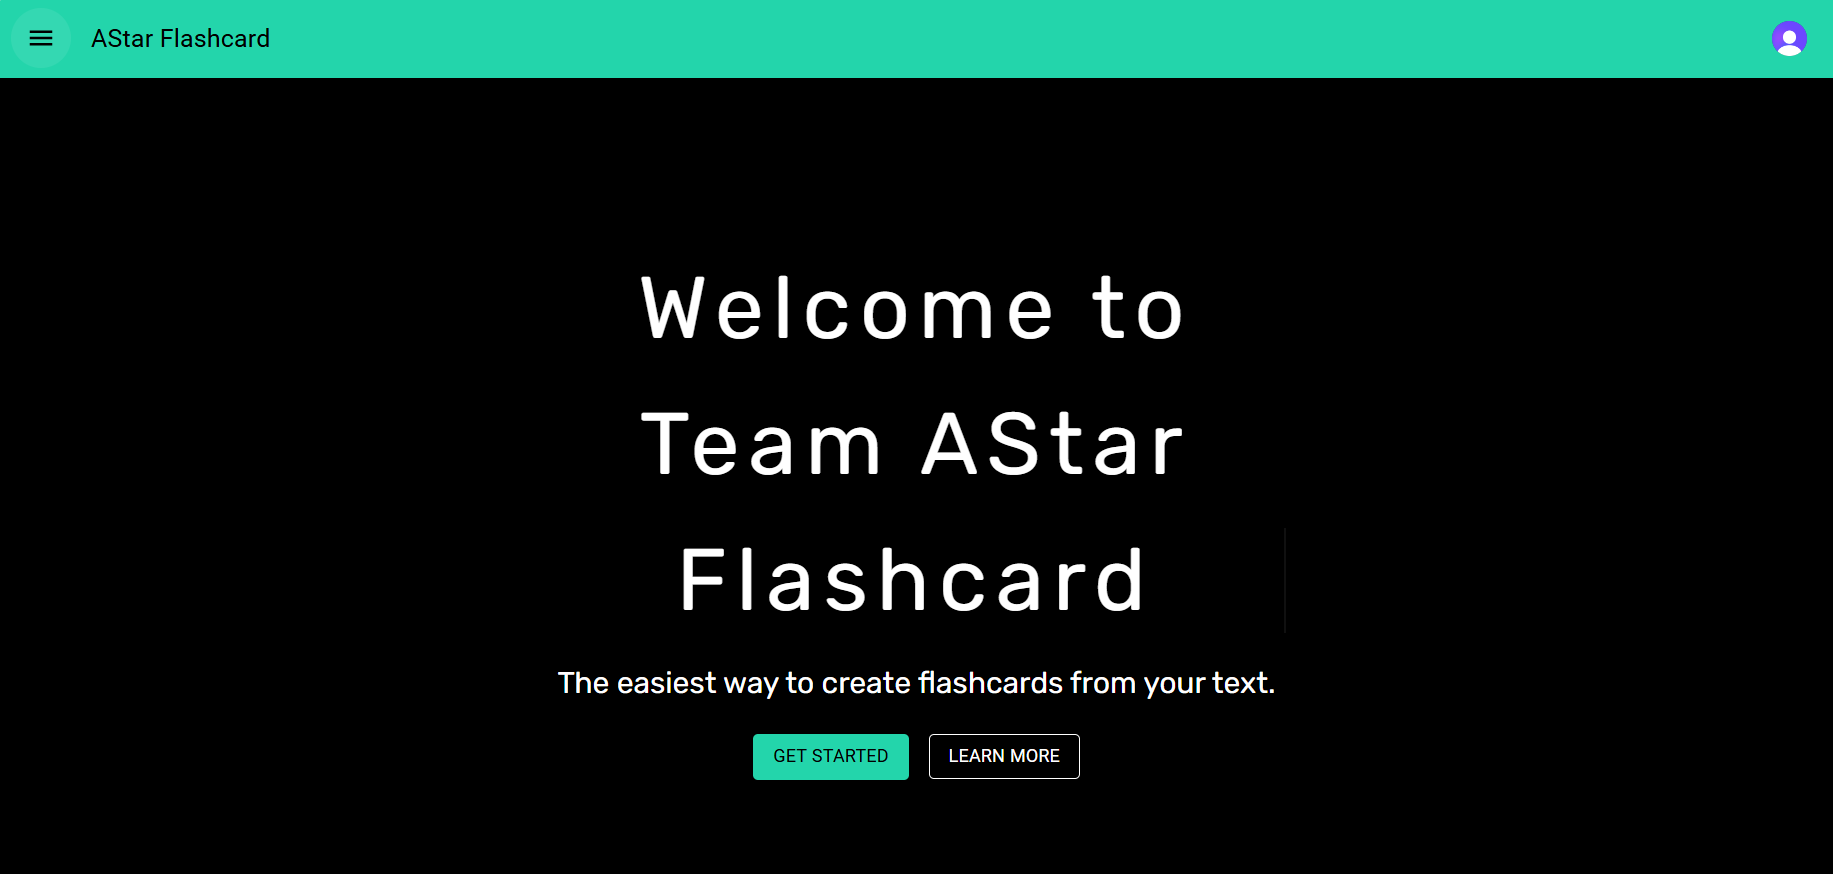 AStar Flashcard
Welcome to
Team AStar
Flashcard
The easiest way to create flashcards from your text.
GET STARTED
LEARN MORE